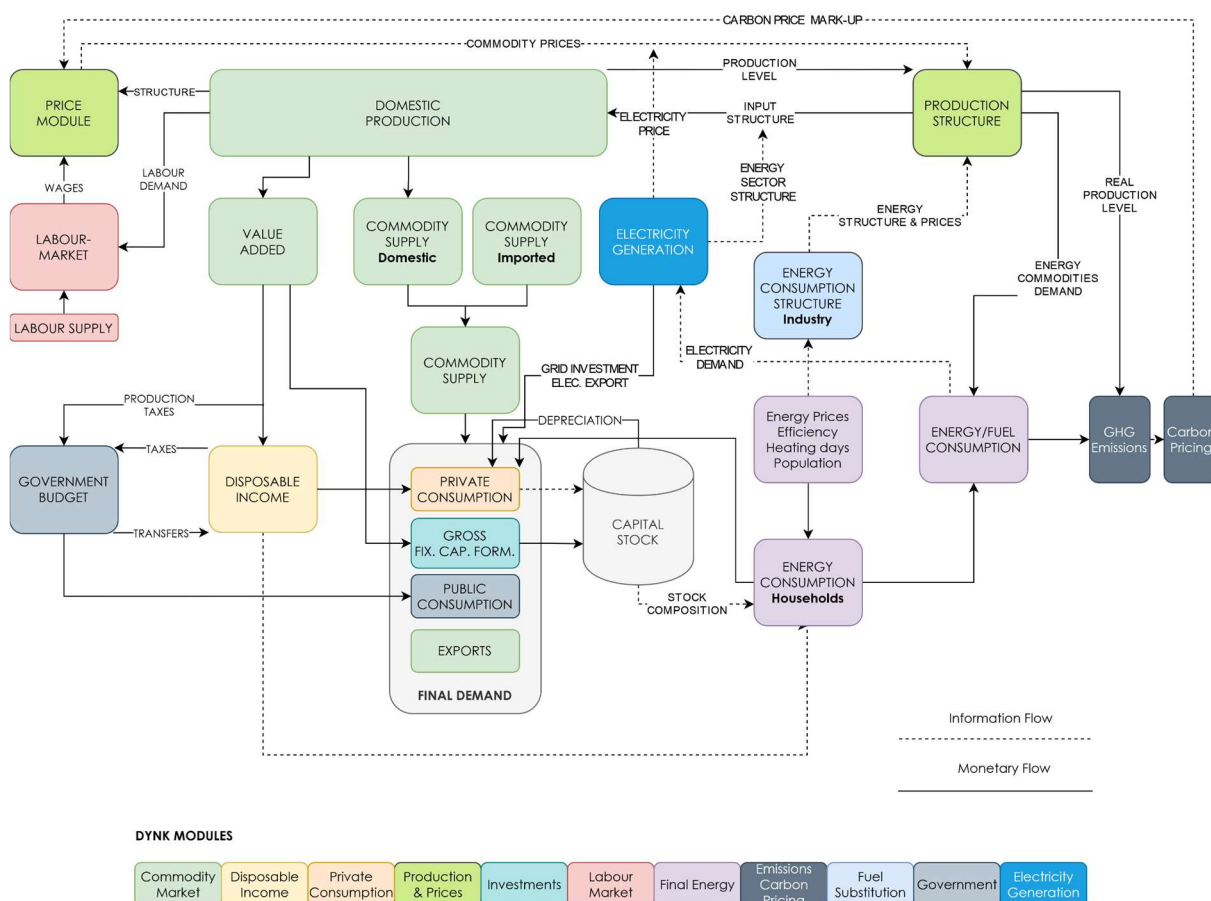 CARBON PRICE MARK-UP
COMMODITY PRICES
PRICE
MODULE
STRUCTURE
DOMESTIC
PRODUCTION
PRODUCTION
LEVEL
INPUT
STRUCTURE
PRODUCTION
STRUCTURE
ELECTRICITY
PRICE
LABOUR
DEMAND
WAGES
ENERGY
SECTOR
STRUCTURE
REAL
PRODUCTION
LEVEL
LABOUR-
MARKET
VALUE
ADDED
COMMODITY
SUPPLY
Domestic
COMMODITY
SUPPLY
Imported
ELECTRICITY
GENERATION
ENERGY
STRUCTURE & PRICES
ENERGY
CONSUMPTION
STRUCTURE
Industry
ENERGY
COMMODITIES
DEMAND
LABOUR SUPPLY
COMMODITY
SUPPLY
GRID INVESTMENT
ELEC. EXPORT
ELECTRICITY
DEMAND
PRODUCTION
TAXES
DEPRECIATION
Energy Prices
Efficiency
Heating days
Population
ENERGY/FUEL
CONSUMPTION
GHG
Emissions
Carbon
Pricing
TAXES
GOVERNMENT
BUDGET
DISPOSABLE
INCOME
PRIVATE
CONSUMPTION
TRANSFERS
CAPITAL
STOCK
GROSS
FIX. CAP. FORM.
PUBLIC
CONSUMPTION
ENERGY
CONSUMPTION
Households
STOCK
COMPOSITION
EXPORTS
FINAL DEMAND
Information Flow
Monetary Flow
DYNK MODULES
Commodity
Market
Disposable
Income
Private
Consumption
Production
& Prices
Investments
Labour
Market
Final Energy
Emissions
Carbon
Pricing
Fuel
Substitution
Government
Electricity
Generation